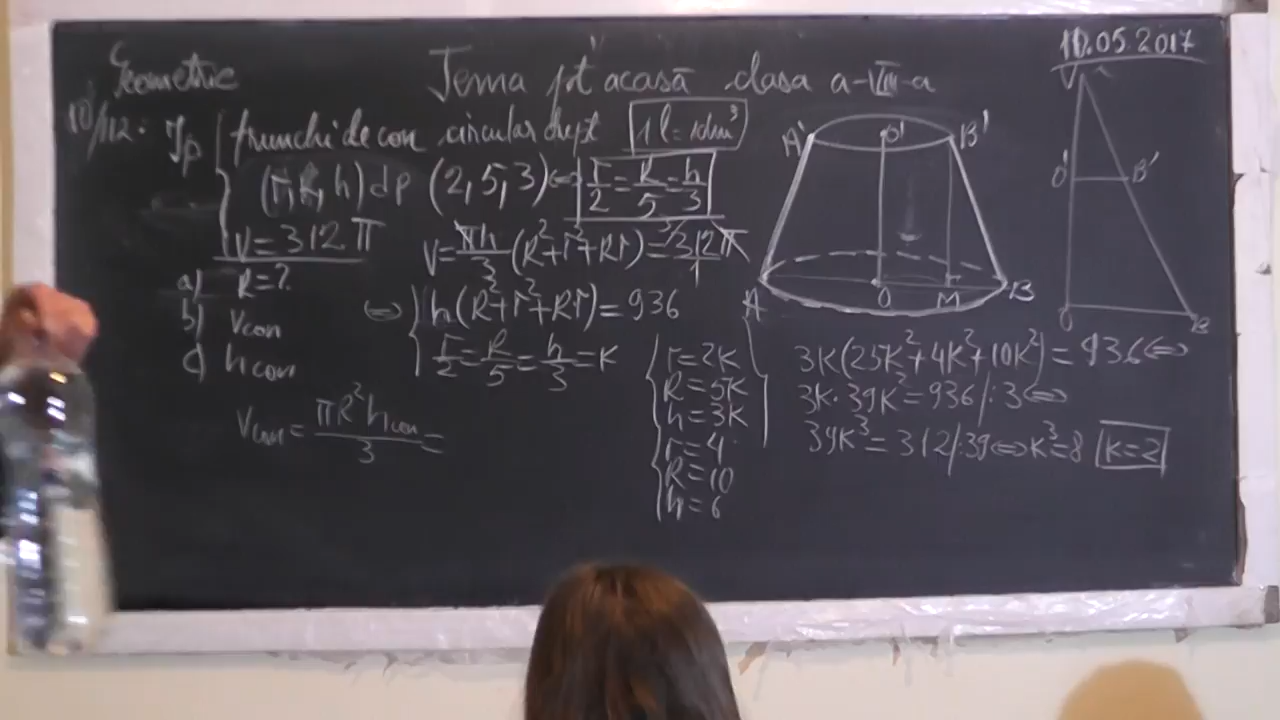 10.05.2017
Geometrie Tema pt acasă clasa a-VIII-a
10/112: Ip { trunchi de con circular drept 1 l = 1dm³
(r, R, h) dp (2, 5, 3) ⇔ r/2 = R/5 = h/3
V = 312 π V = πh/3 (R² + r² + Rr) = ³⁾312π/1
a) R = ?
b) Vcon
c) hcon
⇔ { h(R² + r² + Rr) = 936
r/2 = R/5 = h/3 = K
r = 2K
R = 5K
h = 3K
r = 4
R = 10
h = 6
3K(25K² + 4K² + 10K²) = 936 ⇔
3K · 39K² = 936 /: 3 ⇔
39K³ = 312 /:39 ⇔ K³ = 8 K = 2
Vcon = πR²hcon/3 =
A' O' B'
A O M B
V
O' B'
O B